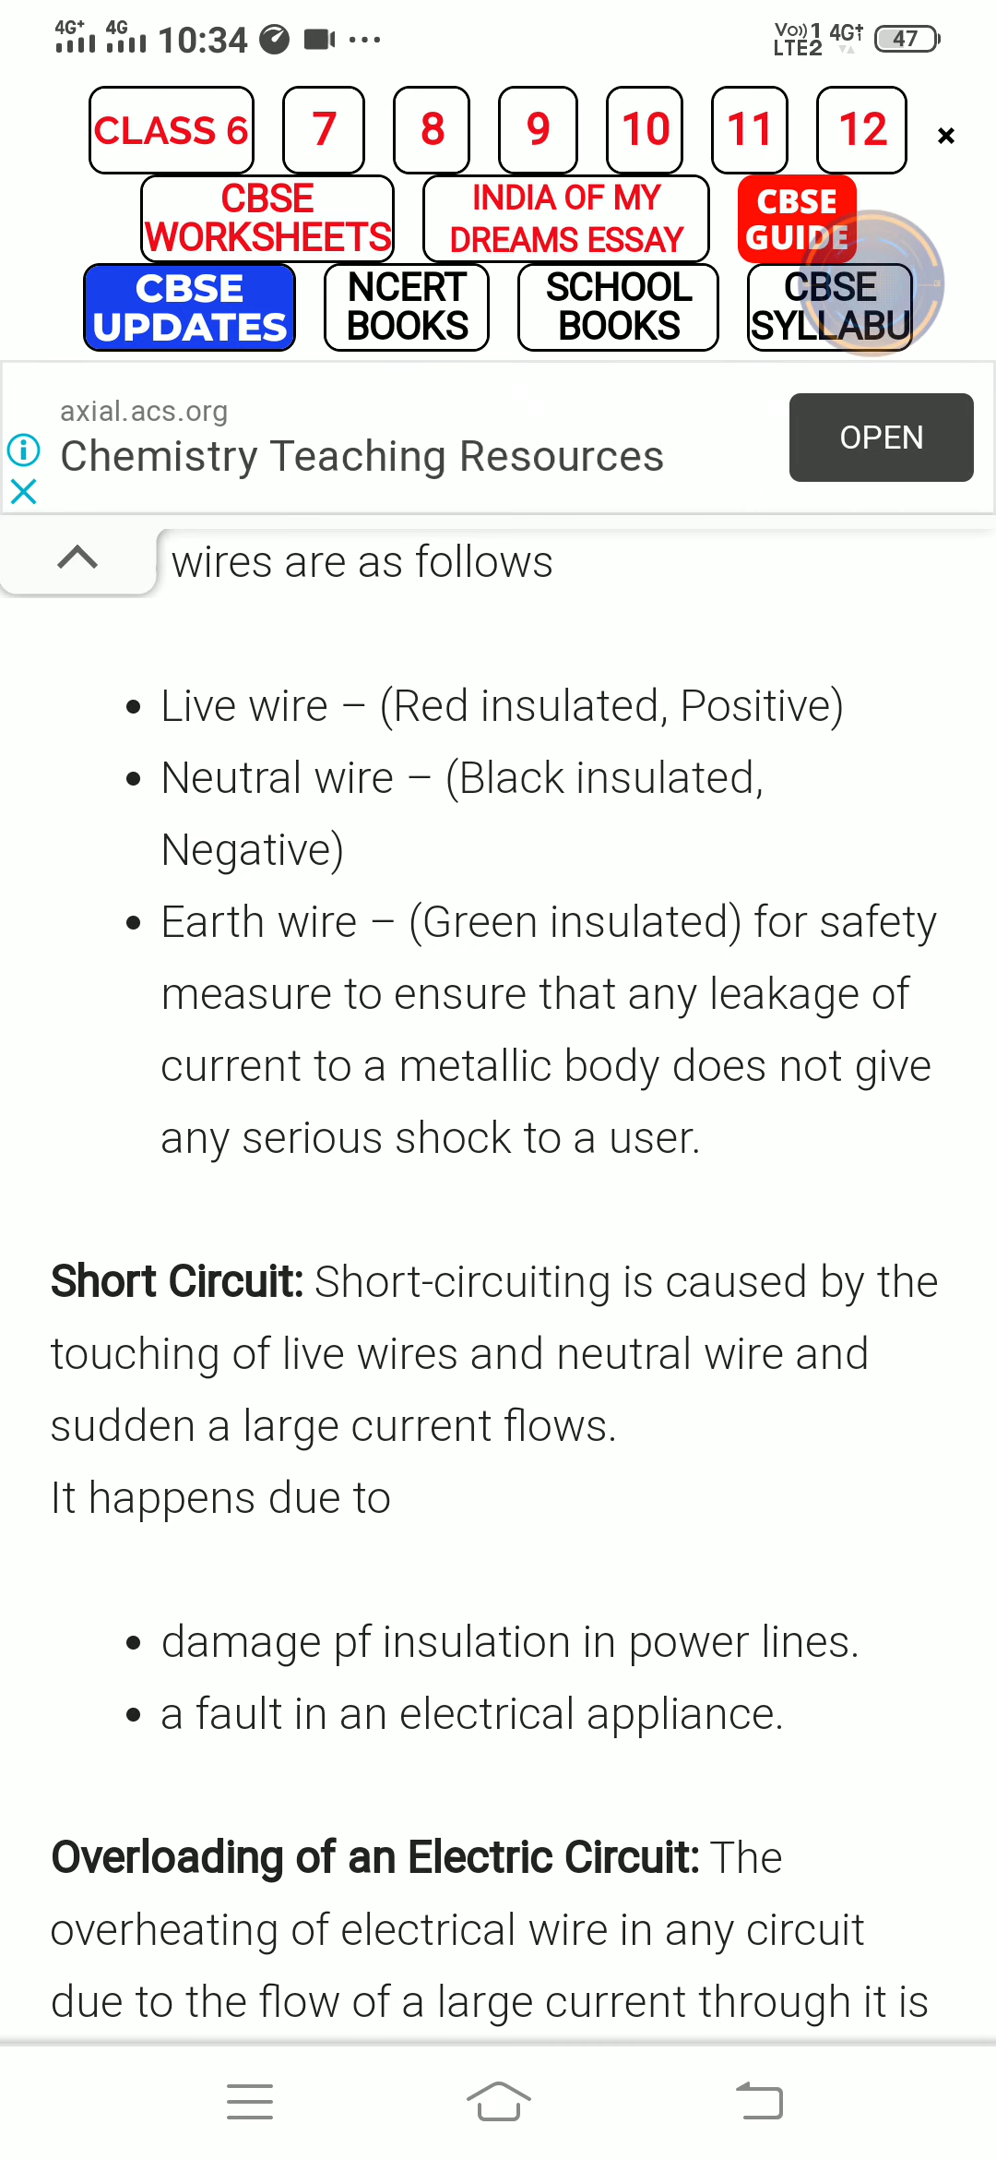 4G+ 4G 10:34 ... Vo)) 1 4G↑ 47
LTE2
CLASS 6 7 8 9 10 11 12 ×
CBSE WORKSHEETS INDIA OF MY DREAMS ESSAY CBSE GUIDE
CBSE UPDATES NCERT BOOKS SCHOOL BOOKS CBSE SYLLABU
axial.acs.org
Chemistry Teaching Resources
OPEN
wires are as follows
• Live wire – (Red insulated, Positive)
• Neutral wire – (Black insulated,
Negative)
• Earth wire – (Green insulated) for safety
measure to ensure that any leakage of
current to a metallic body does not give
any serious shock to a user.
Short Circuit: Short-circuiting is caused by the
touching of live wires and neutral wire and
sudden a large current flows.
It happens due to
• damage pf insulation in power lines.
• a fault in an electrical appliance.
Overloading of an Electric Circuit: The
overheating of electrical wire in any circuit
due to the flow of a large current through it is